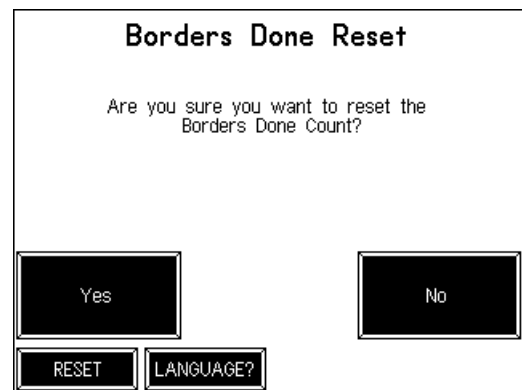 Borders Done Reset
Are you sure you want to reset the
Borders Done Count?
Yes
No
RESET
LANGUAGE?